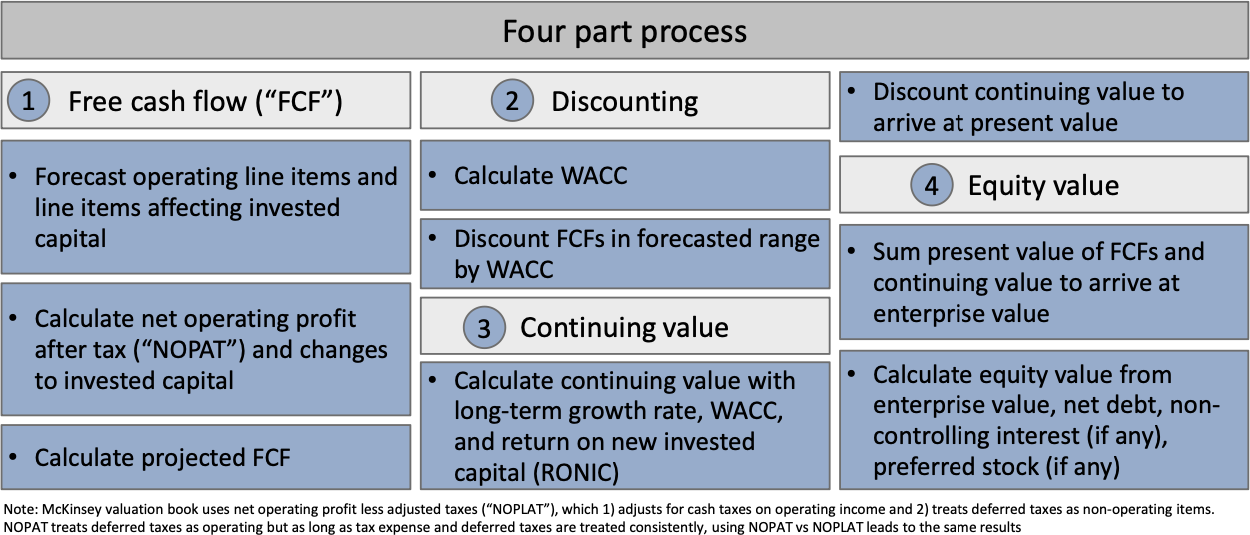 Four part process
1 Free cash flow (“FCF”)
• Forecast operating line items and
line items affecting invested
capital
• Calculate net operating profit
after tax (“NOPAT”) and changes
to invested capital
• Calculate projected FCF
2 Discounting
• Calculate WACC
• Discount FCFs in forecasted range
by WACC
3 Continuing value
• Calculate continuing value with
long-term growth rate, WACC,
and return on new invested
capital (RONIC)
• Discount continuing value to
arrive at present value
4 Equity value
• Sum present value of FCFs and
continuing value to arrive at
enterprise value
• Calculate equity value from
enterprise value, net debt, non-
controlling interest (if any),
preferred stock (if any)
Note: McKinsey valuation book uses net operating profit less adjusted taxes (“NOPLAT”), which 1) adjusts for cash taxes on operating income and 2) treats deferred taxes as non-operating items.
NOPAT treats deferred taxes as operating but as long as tax expense and deferred taxes are treated consistently, using NOPAT vs NOPLAT leads to the same results